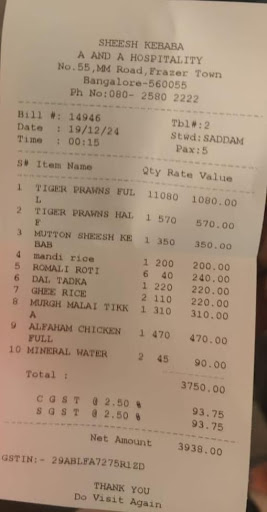 SHEESH KEBABA
A AND A HOSPITALITY
No.55,MM Road,Frazer Town
Bangalore-560055
Ph No:080- 2580 2222
Bill #: 14946 Tbl#:2
Date : 19/12/24 Stwd:SADDAM
Time : 00:15 Pax:5
S# Item Name Qty Rate Value
1 TIGER PRAWNS FUL 11080 1080.00
L
2 TIGER PRAWNS HAL 1 570 570.00
F
3 MUTTON SHEESH KE 1 350 350.00
BAB
4 mandi rice 1 200 200.00
5 ROMALI ROTI 6 40 240.00
6 DAL TADKA 1 220 220.00
7 GHEE RICE 2 110 220.00
8 MURGH MALAI TIKK 1 310 310.00
A
9 ALFAHAM CHICKEN 1 470 470.00
FULL
10 MINERAL WATER 2 45 90.00
Total : 3750.00
C G S T @ 2.50 % 93.75
S G S T @ 2.50 % 93.75
Net Amount 3938.00
GSTIN:- 29ABLFA7275R1ZD
THANK YOU
Do Visit Again